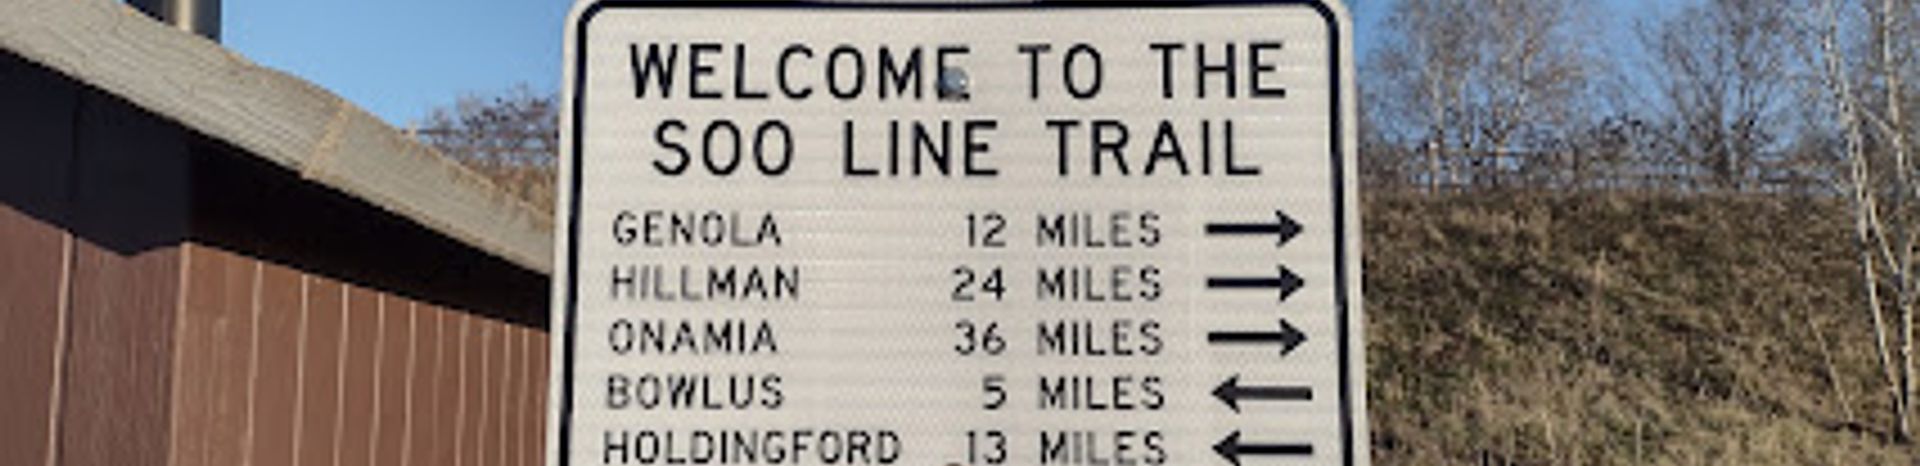 WELCOME TO THE
SOO LINE TRAIL
GENOLA 12 MILES →
HILLMAN 24 MILES →
ONAMIA 36 MILES →
BOWLUS 5 MILES ←
HOLDINGFORD 13 MILES ←